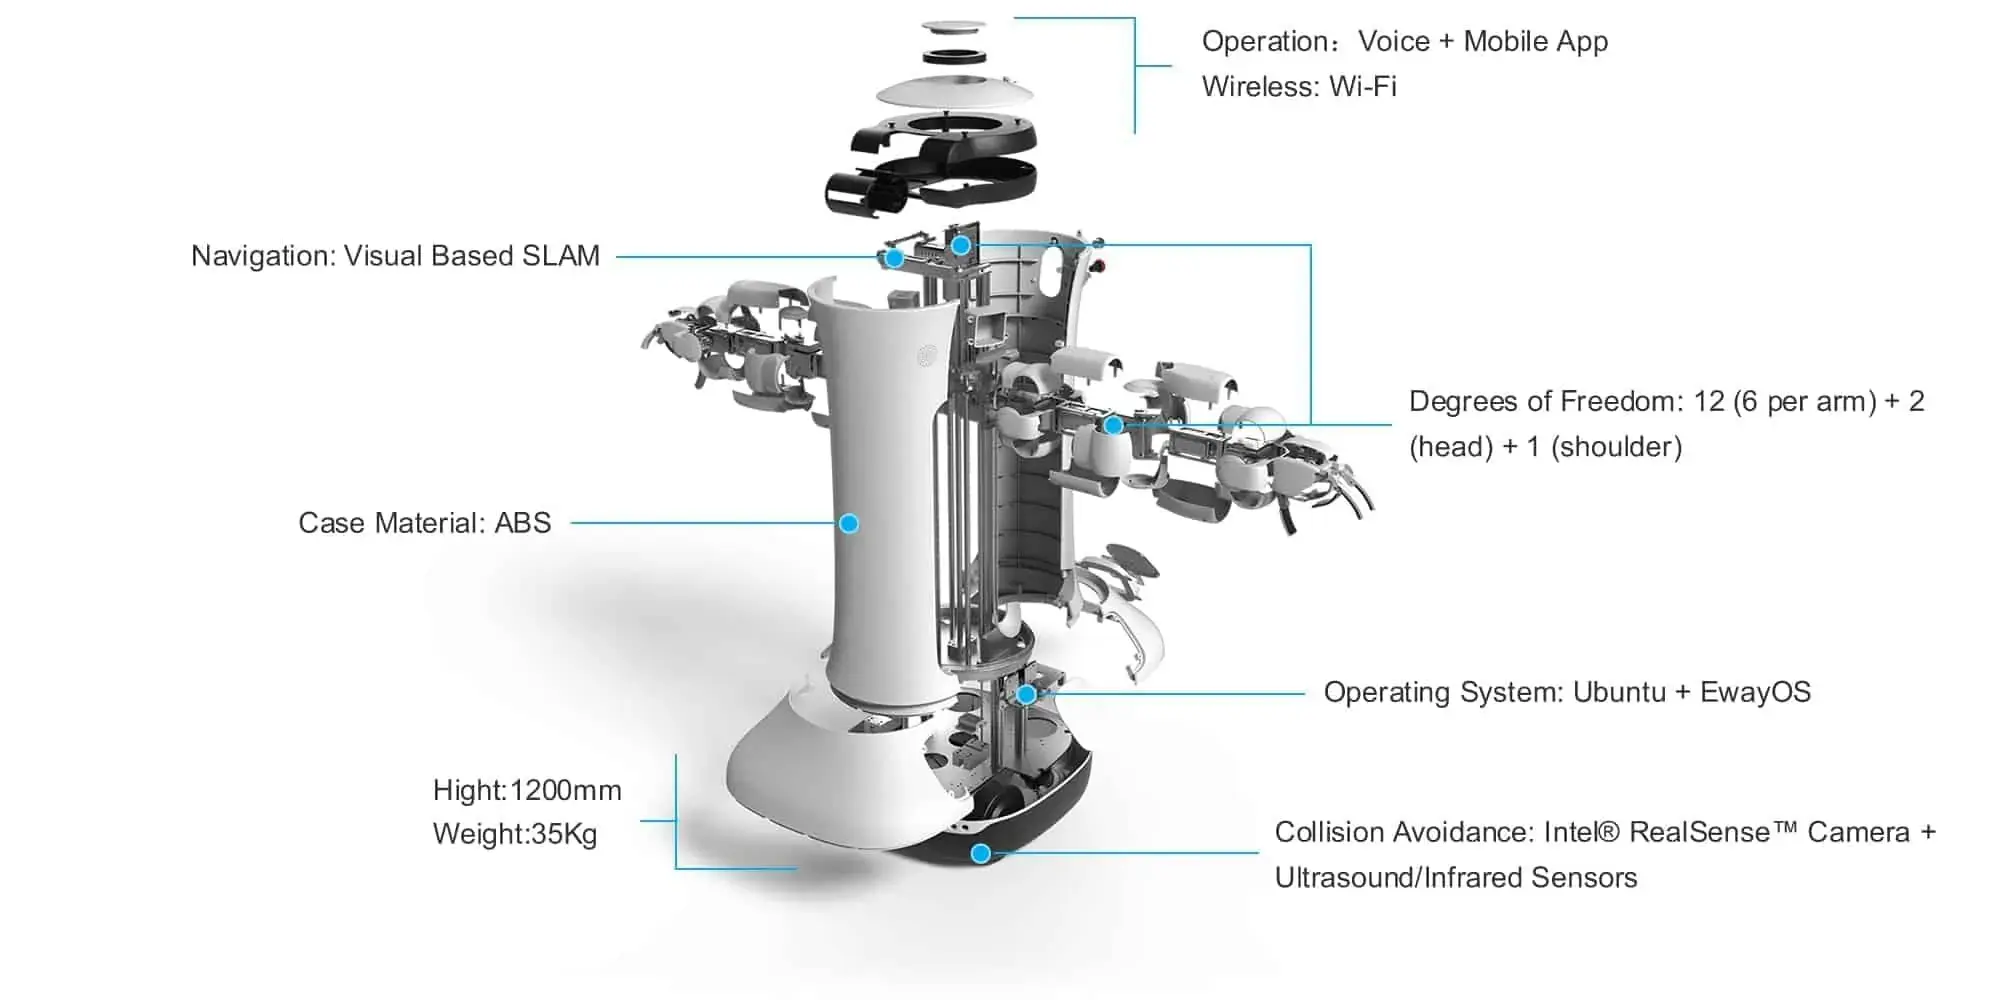 Operation： Voice + Mobile App
Wireless: Wi-Fi
Navigation: Visual Based SLAM
Degrees of Freedom: 12 (6 per arm) + 2
(head) + 1 (shoulder)
Case Material: ABS
Operating System: Ubuntu + EwayOS
Hight:1200mm
Weight:35Kg
Collision Avoidance: Intel® RealSense™ Camera +
Ultrasound/Infrared Sensors